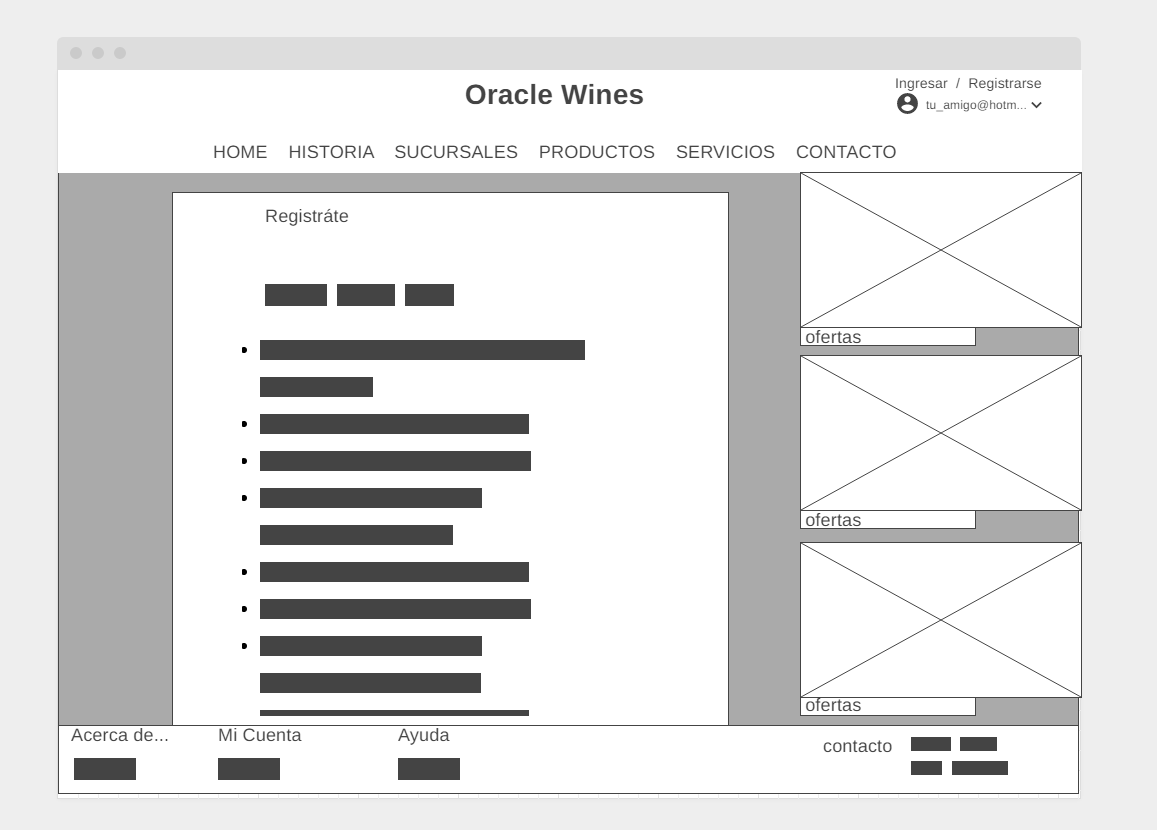 Oracle Wines
Ingresar / Registrarse
tu_amigo@hotm...
HOME HISTORIA SUCURSALES PRODUCTOS SERVICIOS CONTACTO
Registráte
ofertas
ofertas
ofertas
Acerca de... Mi Cuenta Ayuda contacto